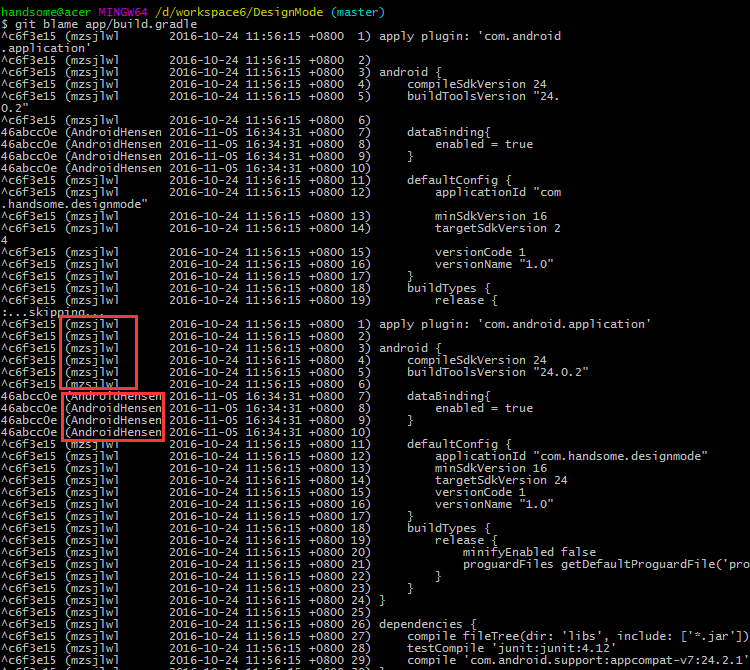 handsome@acer MINGW64 /d/workspace6/DesignMode (master)
$ git blame app/build.gradle
^c6f3e15 (mzsjlwl       2016-10-24 11:56:15 +0800  1) apply plugin: 'com.android
.application'
^c6f3e15 (mzsjlwl       2016-10-24 11:56:15 +0800  2)
^c6f3e15 (mzsjlwl       2016-10-24 11:56:15 +0800  3) android {
^c6f3e15 (mzsjlwl       2016-10-24 11:56:15 +0800  4)     compileSdkVersion 24
^c6f3e15 (mzsjlwl       2016-10-24 11:56:15 +0800  5)     buildToolsVersion "24.
0.2"
^c6f3e15 (mzsjlwl       2016-10-24 11:56:15 +0800  6)
46abcc0e (AndroidHensen 2016-11-05 16:34:31 +0800  7)     dataBinding{
46abcc0e (AndroidHensen 2016-11-05 16:34:31 +0800  8)         enabled = true
46abcc0e (AndroidHensen 2016-11-05 16:34:31 +0800  9)     }
46abcc0e (AndroidHensen 2016-11-05 16:34:31 +0800 10)
^c6f3e15 (mzsjlwl       2016-10-24 11:56:15 +0800 11)     defaultConfig {
^c6f3e15 (mzsjlwl       2016-10-24 11:56:15 +0800 12)         applicationId "com
.handsome.designmode"
^c6f3e15 (mzsjlwl       2016-10-24 11:56:15 +0800 13)         minSdkVersion 16
^c6f3e15 (mzsjlwl       2016-10-24 11:56:15 +0800 14)         targetSdkVersion 2
4
^c6f3e15 (mzsjlwl       2016-10-24 11:56:15 +0800 15)         versionCode 1
^c6f3e15 (mzsjlwl       2016-10-24 11:56:15 +0800 16)         versionName "1.0"
^c6f3e15 (mzsjlwl       2016-10-24 11:56:15 +0800 17)     }
^c6f3e15 (mzsjlwl       2016-10-24 11:56:15 +0800 18)     buildTypes {
^c6f3e15 (mzsjlwl       2016-10-24 11:56:15 +0800 19)         release {
:...skipping...
^c6f3e15 (mzsjlwl       2016-10-24 11:56:15 +0800  1) apply plugin: 'com.android.application'
^c6f3e15 (mzsjlwl       2016-10-24 11:56:15 +0800  2)
^c6f3e15 (mzsjlwl       2016-10-24 11:56:15 +0800  3) android {
^c6f3e15 (mzsjlwl       2016-10-24 11:56:15 +0800  4)     compileSdkVersion 24
^c6f3e15 (mzsjlwl       2016-10-24 11:56:15 +0800  5)     buildToolsVersion "24.0.2"
^c6f3e15 (mzsjlwl       2016-10-24 11:56:15 +0800  6)
46abcc0e (AndroidHensen 2016-11-05 16:34:31 +0800  7)     dataBinding{
46abcc0e (AndroidHensen 2016-11-05 16:34:31 +0800  8)         enabled = true
46abcc0e (AndroidHensen 2016-11-05 16:34:31 +0800  9)     }
46abcc0e (AndroidHensen 2016-11-05 16:34:31 +0800 10)
^c6f3e15 (mzsjlwl       2016-10-24 11:56:15 +0800 11)     defaultConfig {
^c6f3e15 (mzsjlwl       2016-10-24 11:56:15 +0800 12)         applicationId "com.handsome.designmode"
^c6f3e15 (mzsjlwl       2016-10-24 11:56:15 +0800 13)         minSdkVersion 16
^c6f3e15 (mzsjlwl       2016-10-24 11:56:15 +0800 14)         targetSdkVersion 24
^c6f3e15 (mzsjlwl       2016-10-24 11:56:15 +0800 15)         versionCode 1
^c6f3e15 (mzsjlwl       2016-10-24 11:56:15 +0800 16)         versionName "1.0"
^c6f3e15 (mzsjlwl       2016-10-24 11:56:15 +0800 17)     }
^c6f3e15 (mzsjlwl       2016-10-24 11:56:15 +0800 18)     buildTypes {
^c6f3e15 (mzsjlwl       2016-10-24 11:56:15 +0800 19)         release {
^c6f3e15 (mzsjlwl       2016-10-24 11:56:15 +0800 20)             minifyEnabled false
^c6f3e15 (mzsjlwl       2016-10-24 11:56:15 +0800 21)             proguardFiles getDefaultProguardFile('pro
^c6f3e15 (mzsjlwl       2016-10-24 11:56:15 +0800 22)         }
^c6f3e15 (mzsjlwl       2016-10-24 11:56:15 +0800 23)     }
^c6f3e15 (mzsjlwl       2016-10-24 11:56:15 +0800 24) }
^c6f3e15 (mzsjlwl       2016-10-24 11:56:15 +0800 25)
^c6f3e15 (mzsjlwl       2016-10-24 11:56:15 +0800 26) dependencies {
^c6f3e15 (mzsjlwl       2016-10-24 11:56:15 +0800 27)     compile fileTree(dir: 'libs', include: ['*.jar'])
^c6f3e15 (mzsjlwl       2016-10-24 11:56:15 +0800 28)     testCompile 'junit:junit:4.12'
^c6f3e15 (mzsjlwl       2016-10-24 11:56:15 +0800 29)     compile 'com.android.support:appcompat-v7:24.2.1'